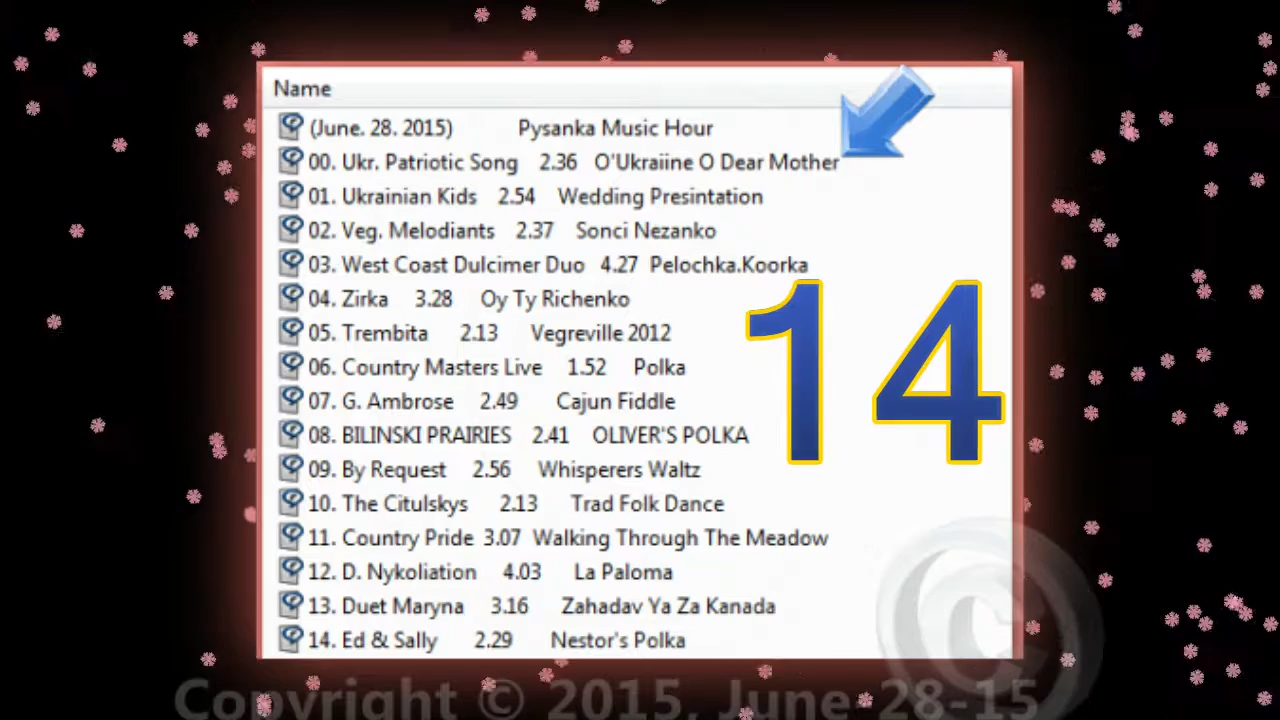 Name
(June. 28. 2015) Pysanka Music Hour
00. Ukr. Patriotic Song 2.36 O'Ukraiine O Dear Mother
01. Ukrainian Kids 2.54 Wedding Presintation
02. Veg. Melodiants 2.37 Sonci Nezanko
03. West Coast Dulcimer Duo 4.27 Pelochka.Koorka
04. Zirka 3.28 Oy Ty Richenko
05. Trembita 2.13 Vegreville 2012
06. Country Masters Live 1.52 Polka
07. G. Ambrose 2.49 Cajun Fiddle
08. BILINSKI PRAIRIES 2.41 OLIVER'S POLKA
09. By Request 2.56 Whisperers Waltz
10. The Citulskys 2.13 Trad Folk Dance
11. Country Pride 3.07 Walking Through The Meadow
12. D. Nykoliation 4.03 La Paloma
13. Duet Maryna 3.16 Zahadav Ya Za Kanada
14. Ed & Sally 2.29 Nestor's Polka
14
©
Copyright © 2015, June-28-15